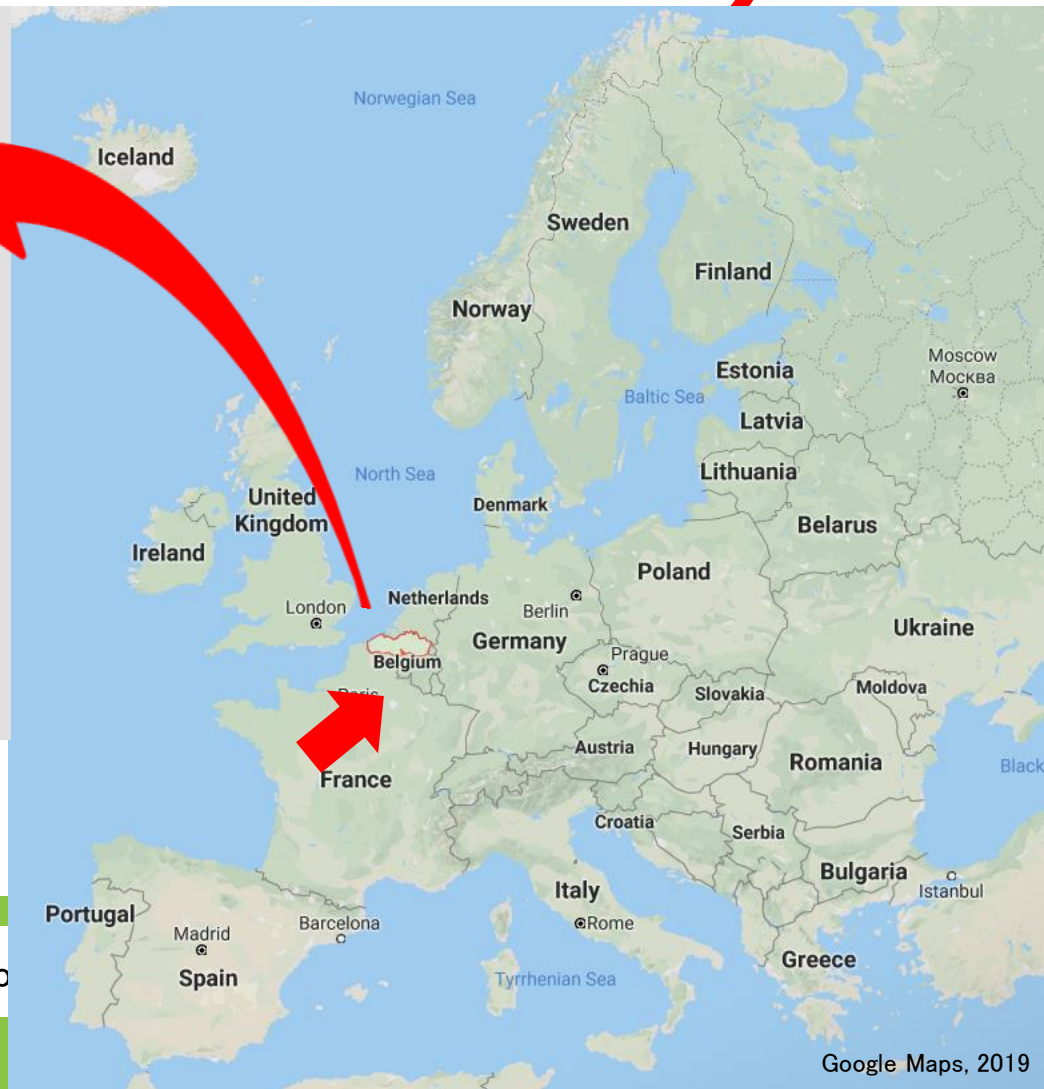 Norwegian Sea
Iceland
Sweden
Finland
Norway
Moscow
Москва
Estonia
Baltic Sea
Latvia
North Sea
Lithuania
United
Kingdom
Denmark
Belarus
Ireland
Poland
Netherlands
London
Berlin
Ukraine
Germany
Prague
Belgium
Czechia
Slovakia
Moldova
Paris
Austria
Hungary
Romania
Black
France
Croatia
Serbia
Bulgaria
Istanbul
Italy
Portugal
Barcelona
Rome
Madrid
Greece
Spain
Tyrrhenian Sea
Google Maps, 2019